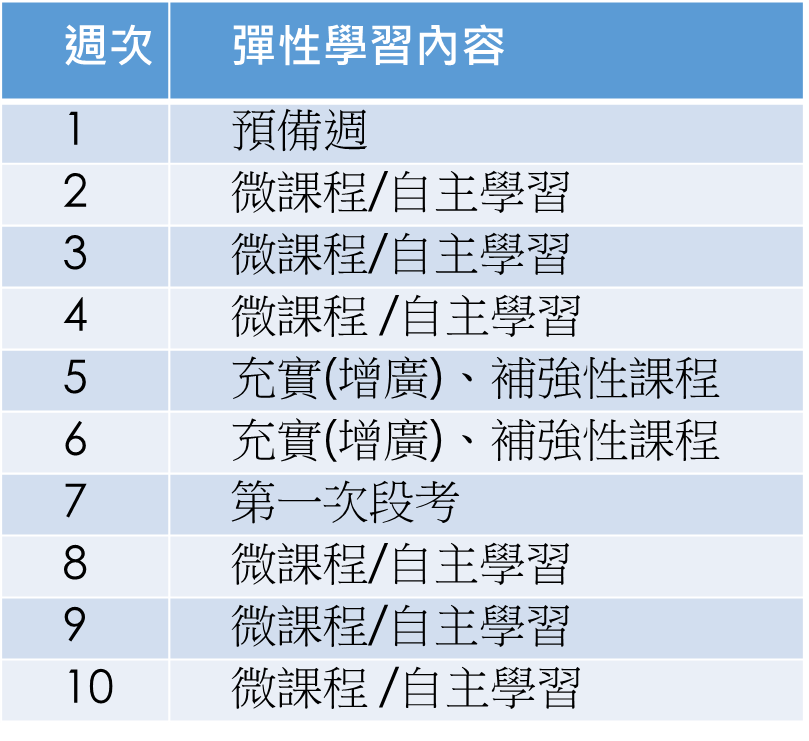 週次 彈性學習內容
1 預備週
2 微課程/自主學習
3 微課程/自主學習
4 微課程 /自主學習
5 充實(增廣)、補強性課程
6 充實(增廣)、補強性課程
7 第一次段考
8 微課程/自主學習
9 微課程/自主學習
10 微課程 /自主學習